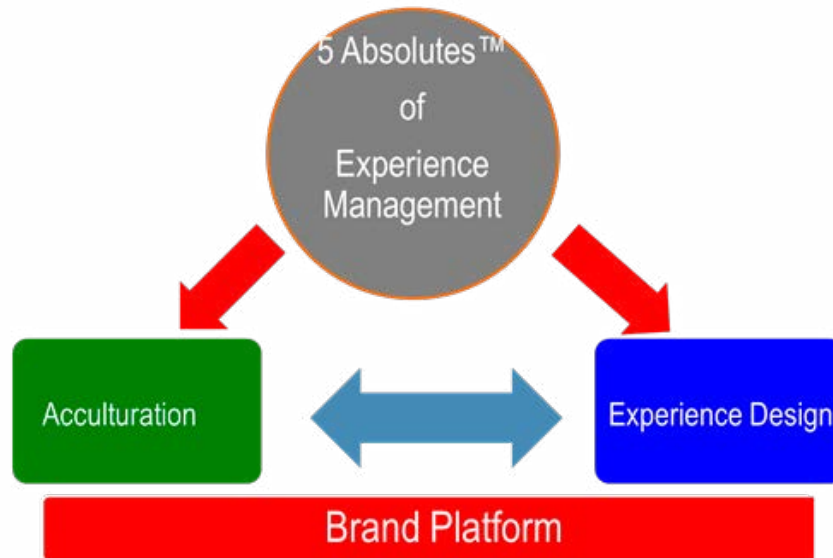 5 Absolutes™
of
Experience
Management
Acculturation
Experience Design
Brand Platform